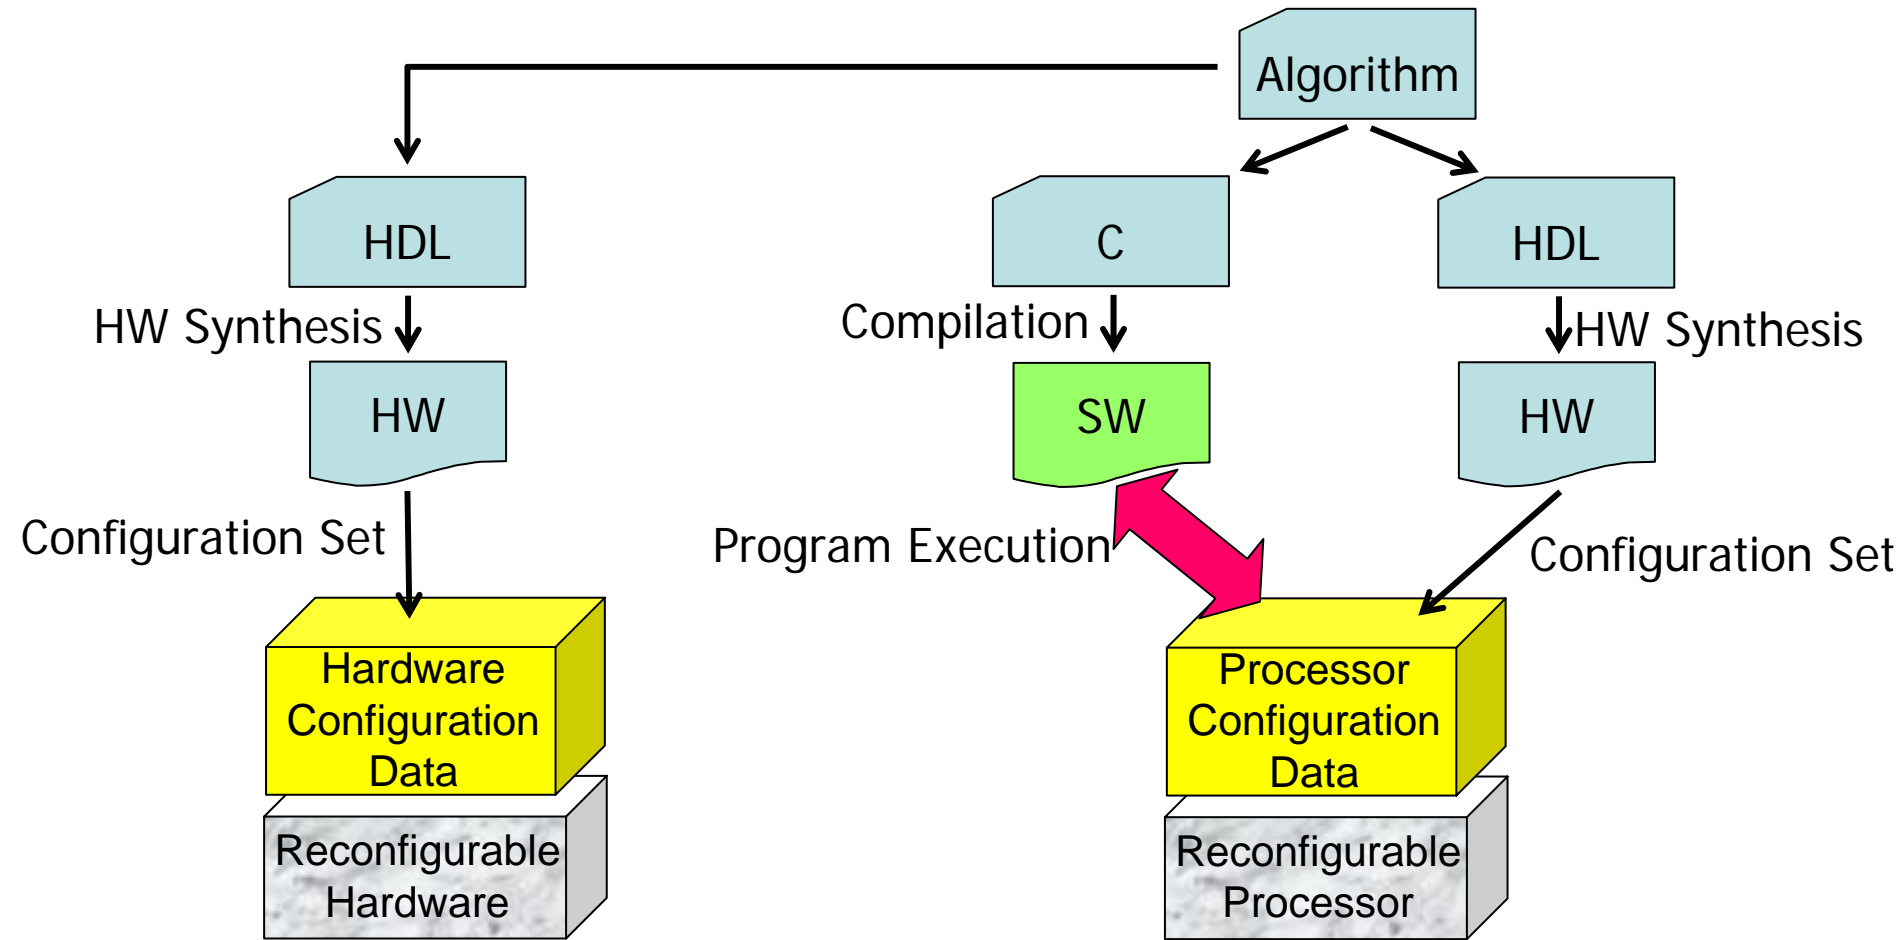 Algorithm
HDL
C
HDL
HW Synthesis
Compilation
HW Synthesis
HW
SW
HW
Configuration Set
Program Execution
Configuration Set
Hardware
Configuration
Data
Processor
Configuration
Data
Reconfigurable
Hardware
Reconfigurable
Processor